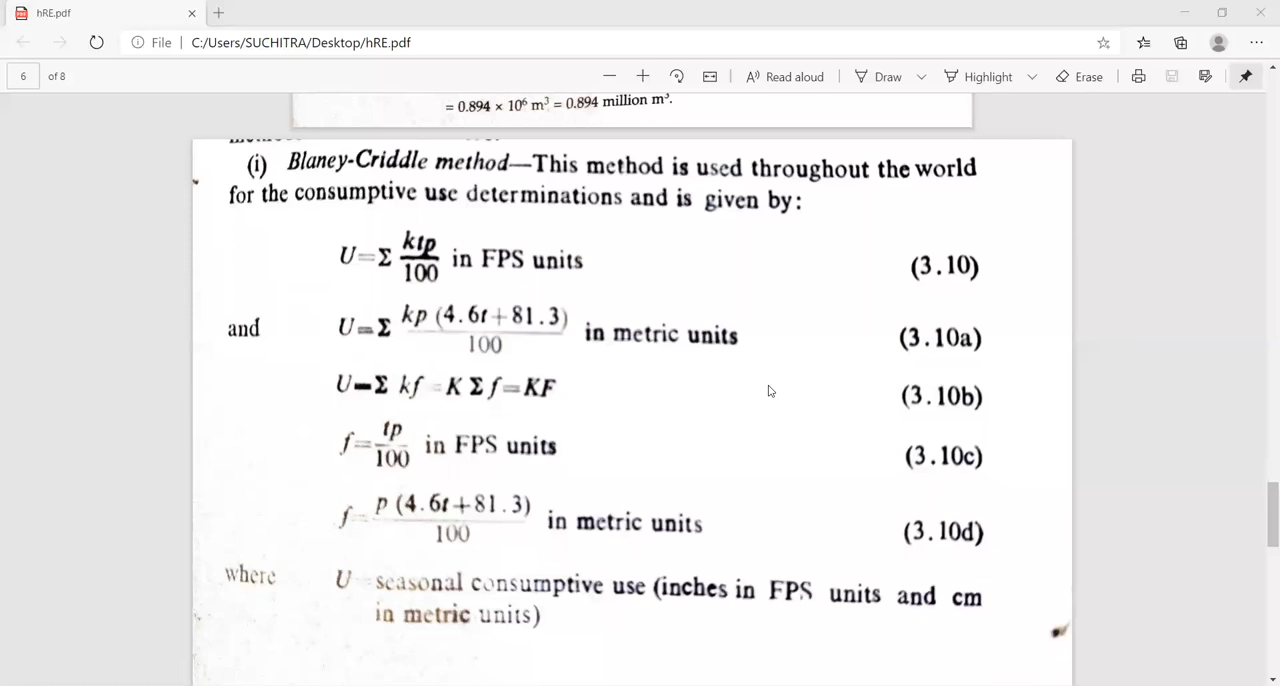 hRE.pdf
File | C:/Users/SUCHITRA/Desktop/hRE.pdf
6 of 8 Read aloud Draw Highlight Erase
= 0.894 × 10⁶ m³ = 0.894 million m³.
(i) Blaney-Criddle method—This method is used throughout the world
for the consumptive use determinations and is given by:
U=Σ ktp/100 in FPS units (3.10)
and U=Σ kp (4.6t+81.3)/100 in metric units (3.10a)
U=Σ kf=K Σ f=KF (3.10b)
f=tp/100 in FPS units (3.10c)
f=p (4.6t+81.3)/100 in metric units (3.10d)
where U seasonal consumptive use (inches in FPS units and cm
in metric units)